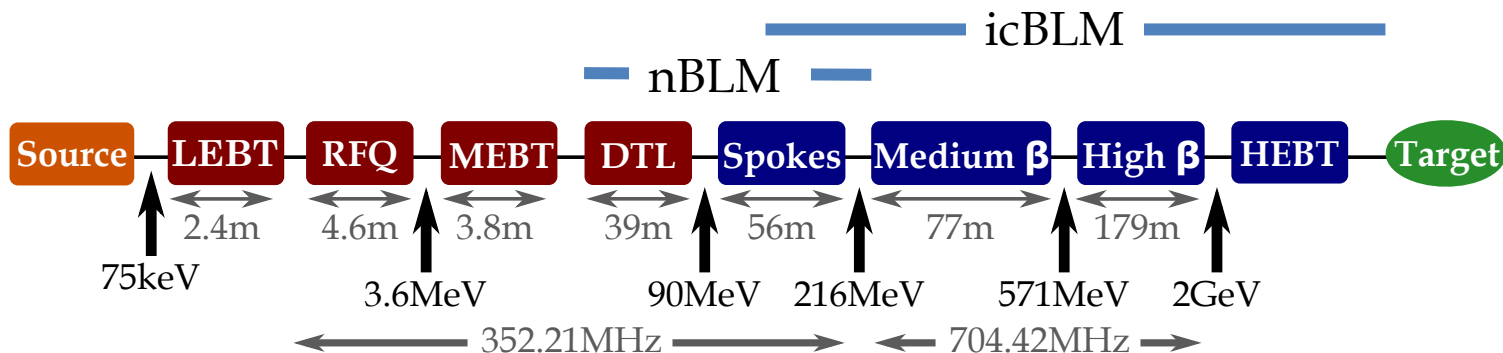 icBLM
nBLM
Source LEBT RFQ MEBT DTL Spokes Medium β High β HEBT Target
2.4m 4.6m 3.8m 39m 56m 77m 179m
75keV 3.6MeV 90MeV 216MeV 571MeV 2GeV
352.21MHz 704.42MHz